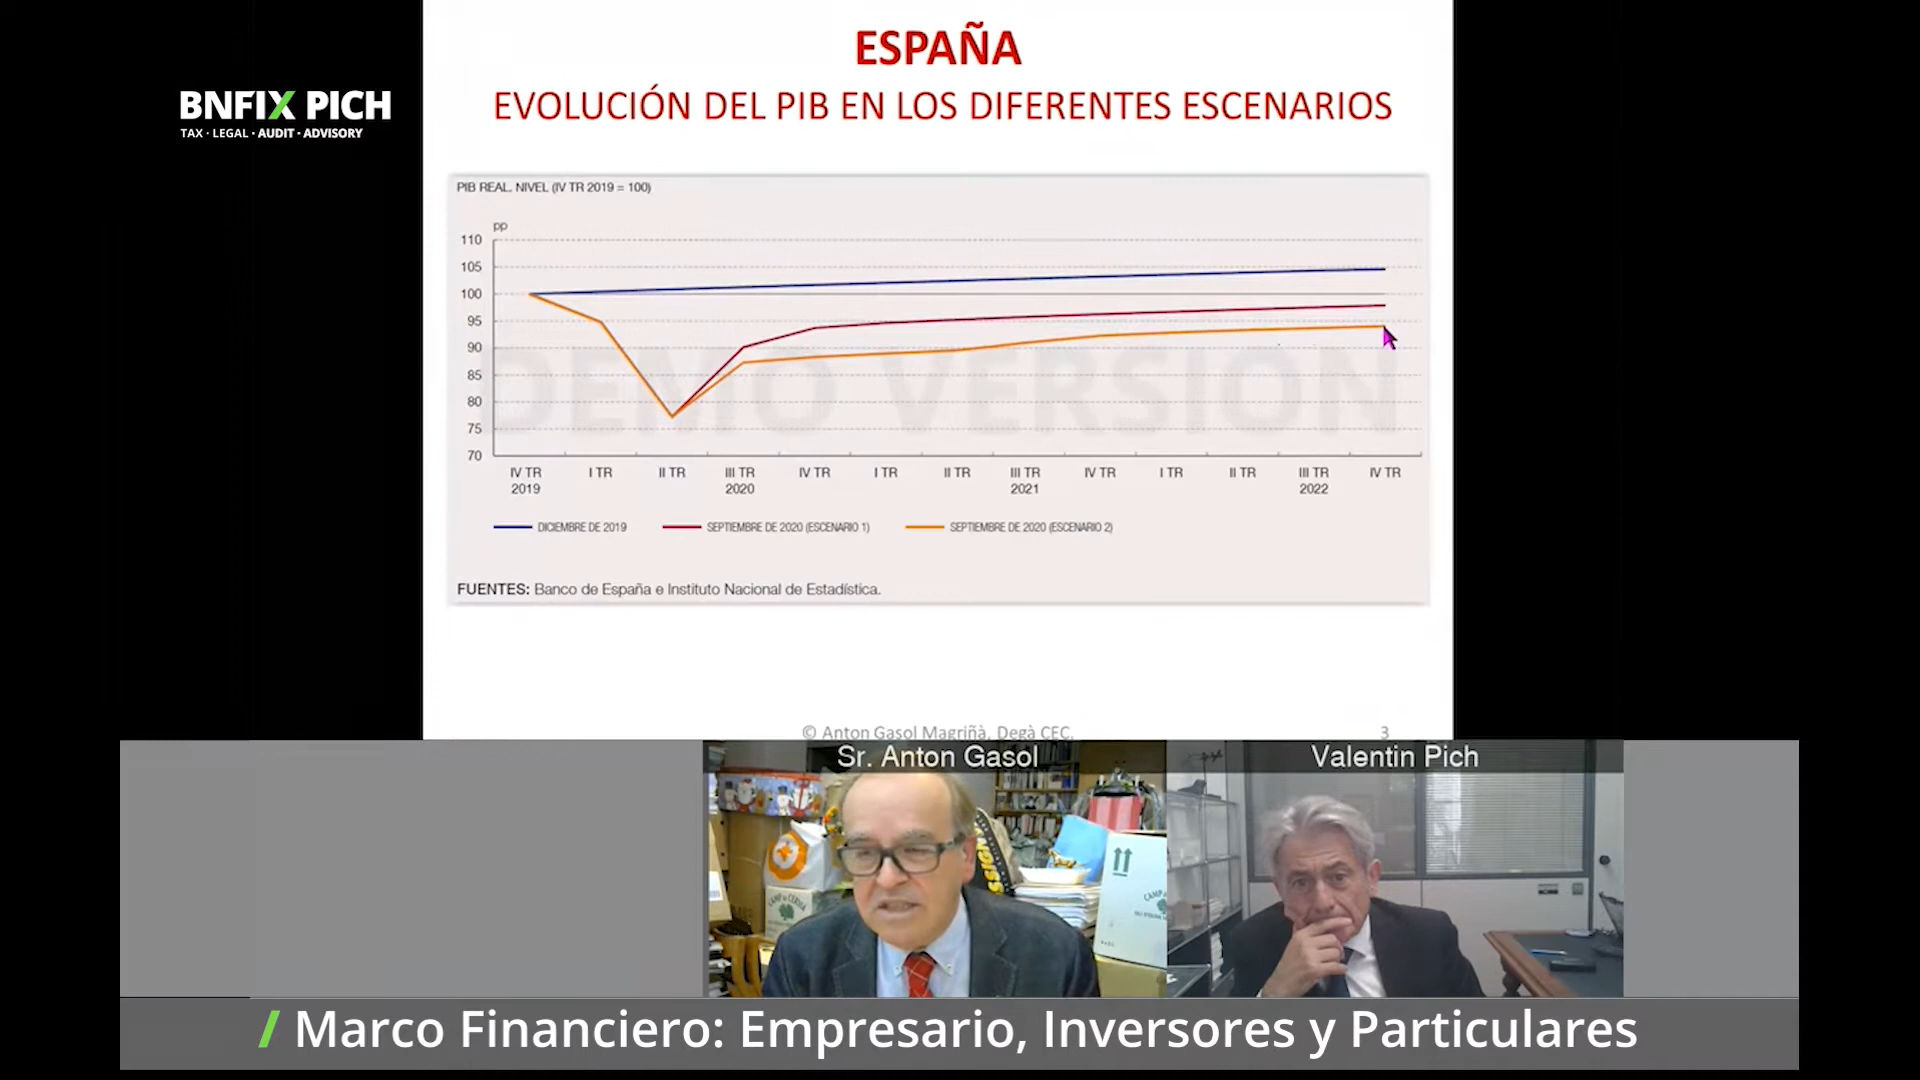 ESPAÑA
EVOLUCIÓN DEL PIB EN LOS DIFERENTES ESCENARIOS
BNFIX PICH
TAX · LEGAL · AUDIT · ADVISORY
PIB REAL. NIVEL (IV TR 2019 = 100)
pp
110
105
100
95
90
85
80
75
70
DEMO VERSION
IV TR I TR II TR III TR IV TR I TR II TR III TR IV TR I TR II TR III TR IV TR
2019 2020 2021 2022
DICIEMBRE DE 2019 SEPTIEMBRE DE 2020 (ESCENARIO 1) SEPTIEMBRE DE 2020 (ESCENARIO 2)
FUENTES: Banco de España e Instituto Nacional de Estadística.
© Anton Gasol Magriñà. Degà CEC. 3
Sr. Anton Gasol Valentin Pich
/ Marco Financiero: Empresario, Inversores y Particulares